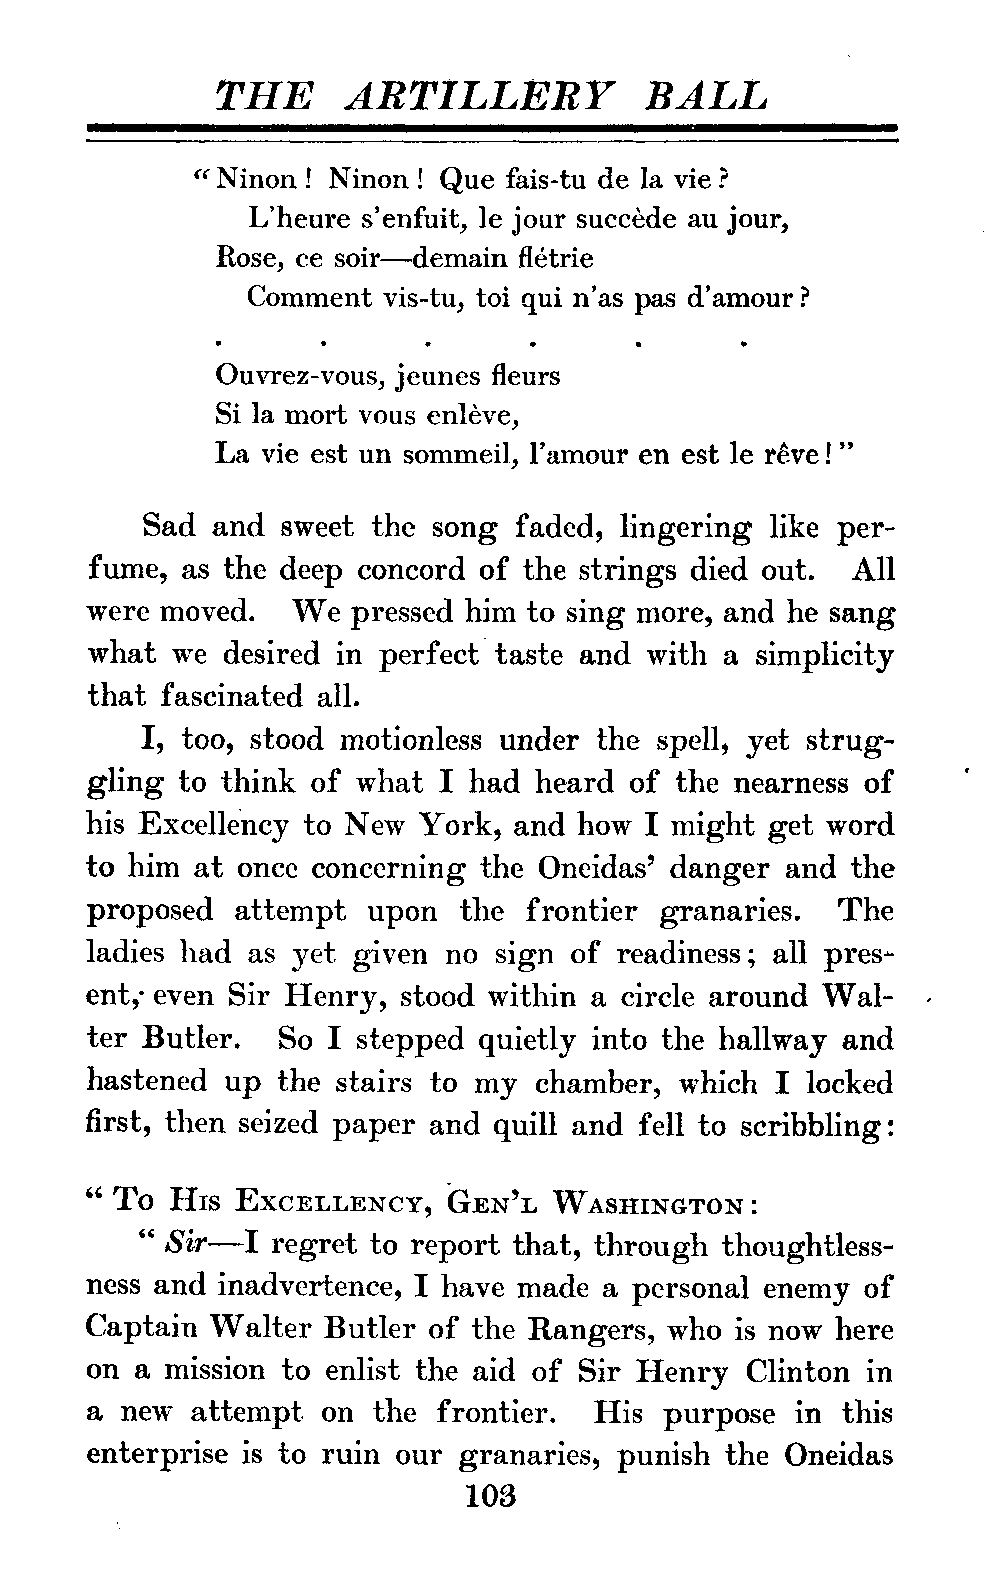 THE ARTILLERY BALL
“Ninon! Ninon! Que fais-tu de la vie?
L'heure s'enfuit, le jour succède au jour,
Rose, ce soir—demain flétrie
Comment vis-tu, toi qui n'as pas d'amour?
. . . . . .
Ouvrez-vous, jeunes fleurs
Si la mort vous enlève,
La vie est un sommeil, l'amour en est le rêve!”
Sad and sweet the song faded, lingering like per-
fume, as the deep concord of the strings died out. All
were moved. We pressed him to sing more, and he sang
what we desired in perfect taste and with a simplicity
that fascinated all.
I, too, stood motionless under the spell, yet strug-
gling to think of what I had heard of the nearness of
his Excellency to New York, and how I might get word
to him at once concerning the Oneidas' danger and the
proposed attempt upon the frontier granaries. The
ladies had as yet given no sign of readiness; all pres-
ent, even Sir Henry, stood within a circle around Wal-
ter Butler. So I stepped quietly into the hallway and
hastened up the stairs to my chamber, which I locked
first, then seized paper and quill and fell to scribbling:
“To His Excellency, Gen'l Washington:
“Sir—I regret to report that, through thoughtless-
ness and inadvertence, I have made a personal enemy of
Captain Walter Butler of the Rangers, who is now here
on a mission to enlist the aid of Sir Henry Clinton in
a new attempt on the frontier. His purpose in this
enterprise is to ruin our granaries, punish the Oneidas
103